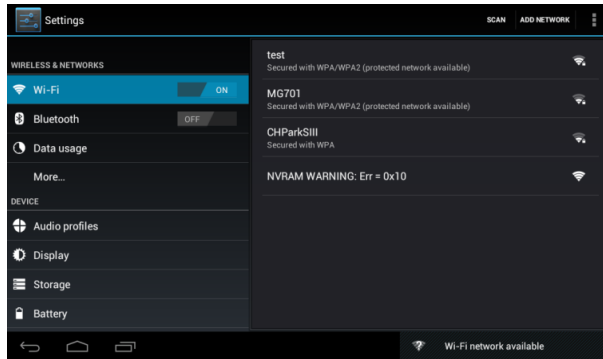 Settings
SCAN ADD NETWORK
WIRELESS & NETWORKS
Wi-Fi ON
Bluetooth OFF
Data usage
More...
DEVICE
Audio profiles
Display
Storage
Battery
test
Secured with WPA/WPA2 (protected network available)
MG701
Secured with WPA/WPA2 (protected network available)
CHParkSIII
Secured with WPA
NVRAM WARNING: Err = 0x10
Wi-Fi network available